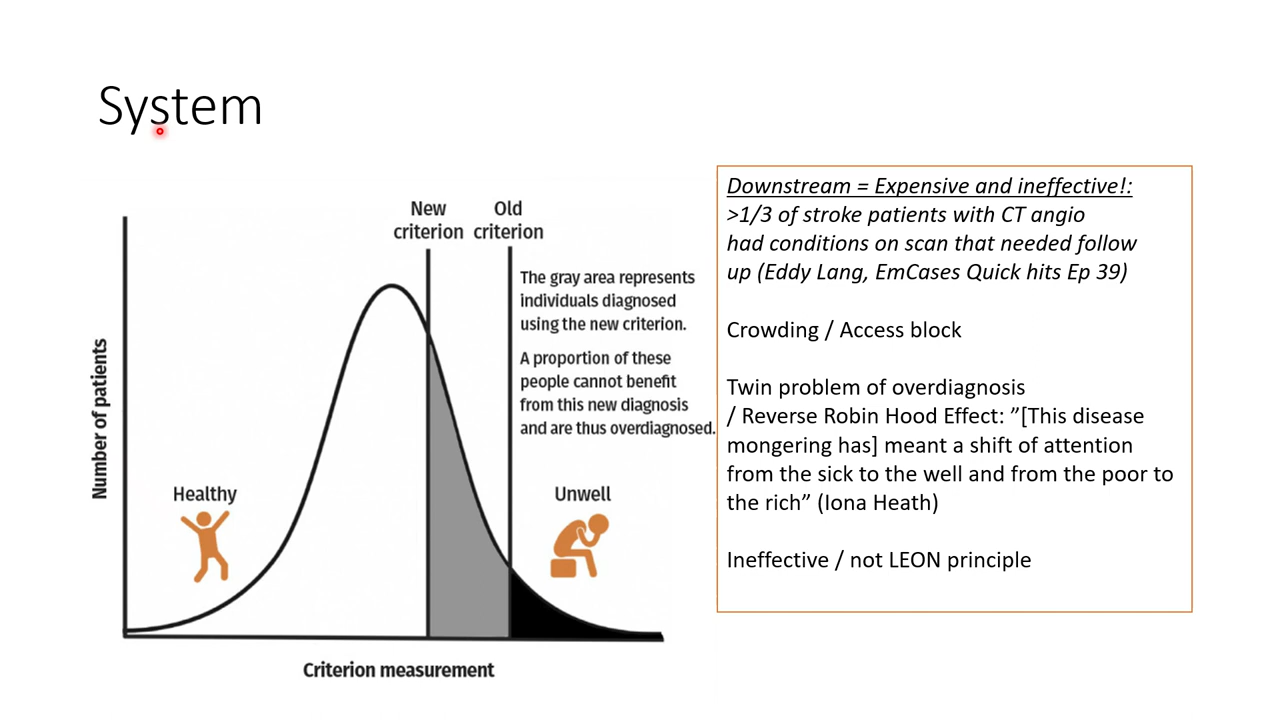 System
New
criterion
Old
criterion
The gray area represents
individuals diagnosed
using the new criterion.
A proportion of these
people cannot benefit
from this new diagnosis
and are thus overdiagnosed.
Number of patients
Healthy
Unwell
Criterion measurement
Downstream = Expensive and ineffective!:
>1/3 of stroke patients with CT angio
had conditions on scan that needed follow
up (Eddy Lang, EmCases Quick hits Ep 39)
Crowding / Access block
Twin problem of overdiagnosis
/ Reverse Robin Hood Effect: ”[This disease
mongering has] meant a shift of attention
from the sick to the well and from the poor to
the rich” (Iona Heath)
Ineffective / not LEON principle